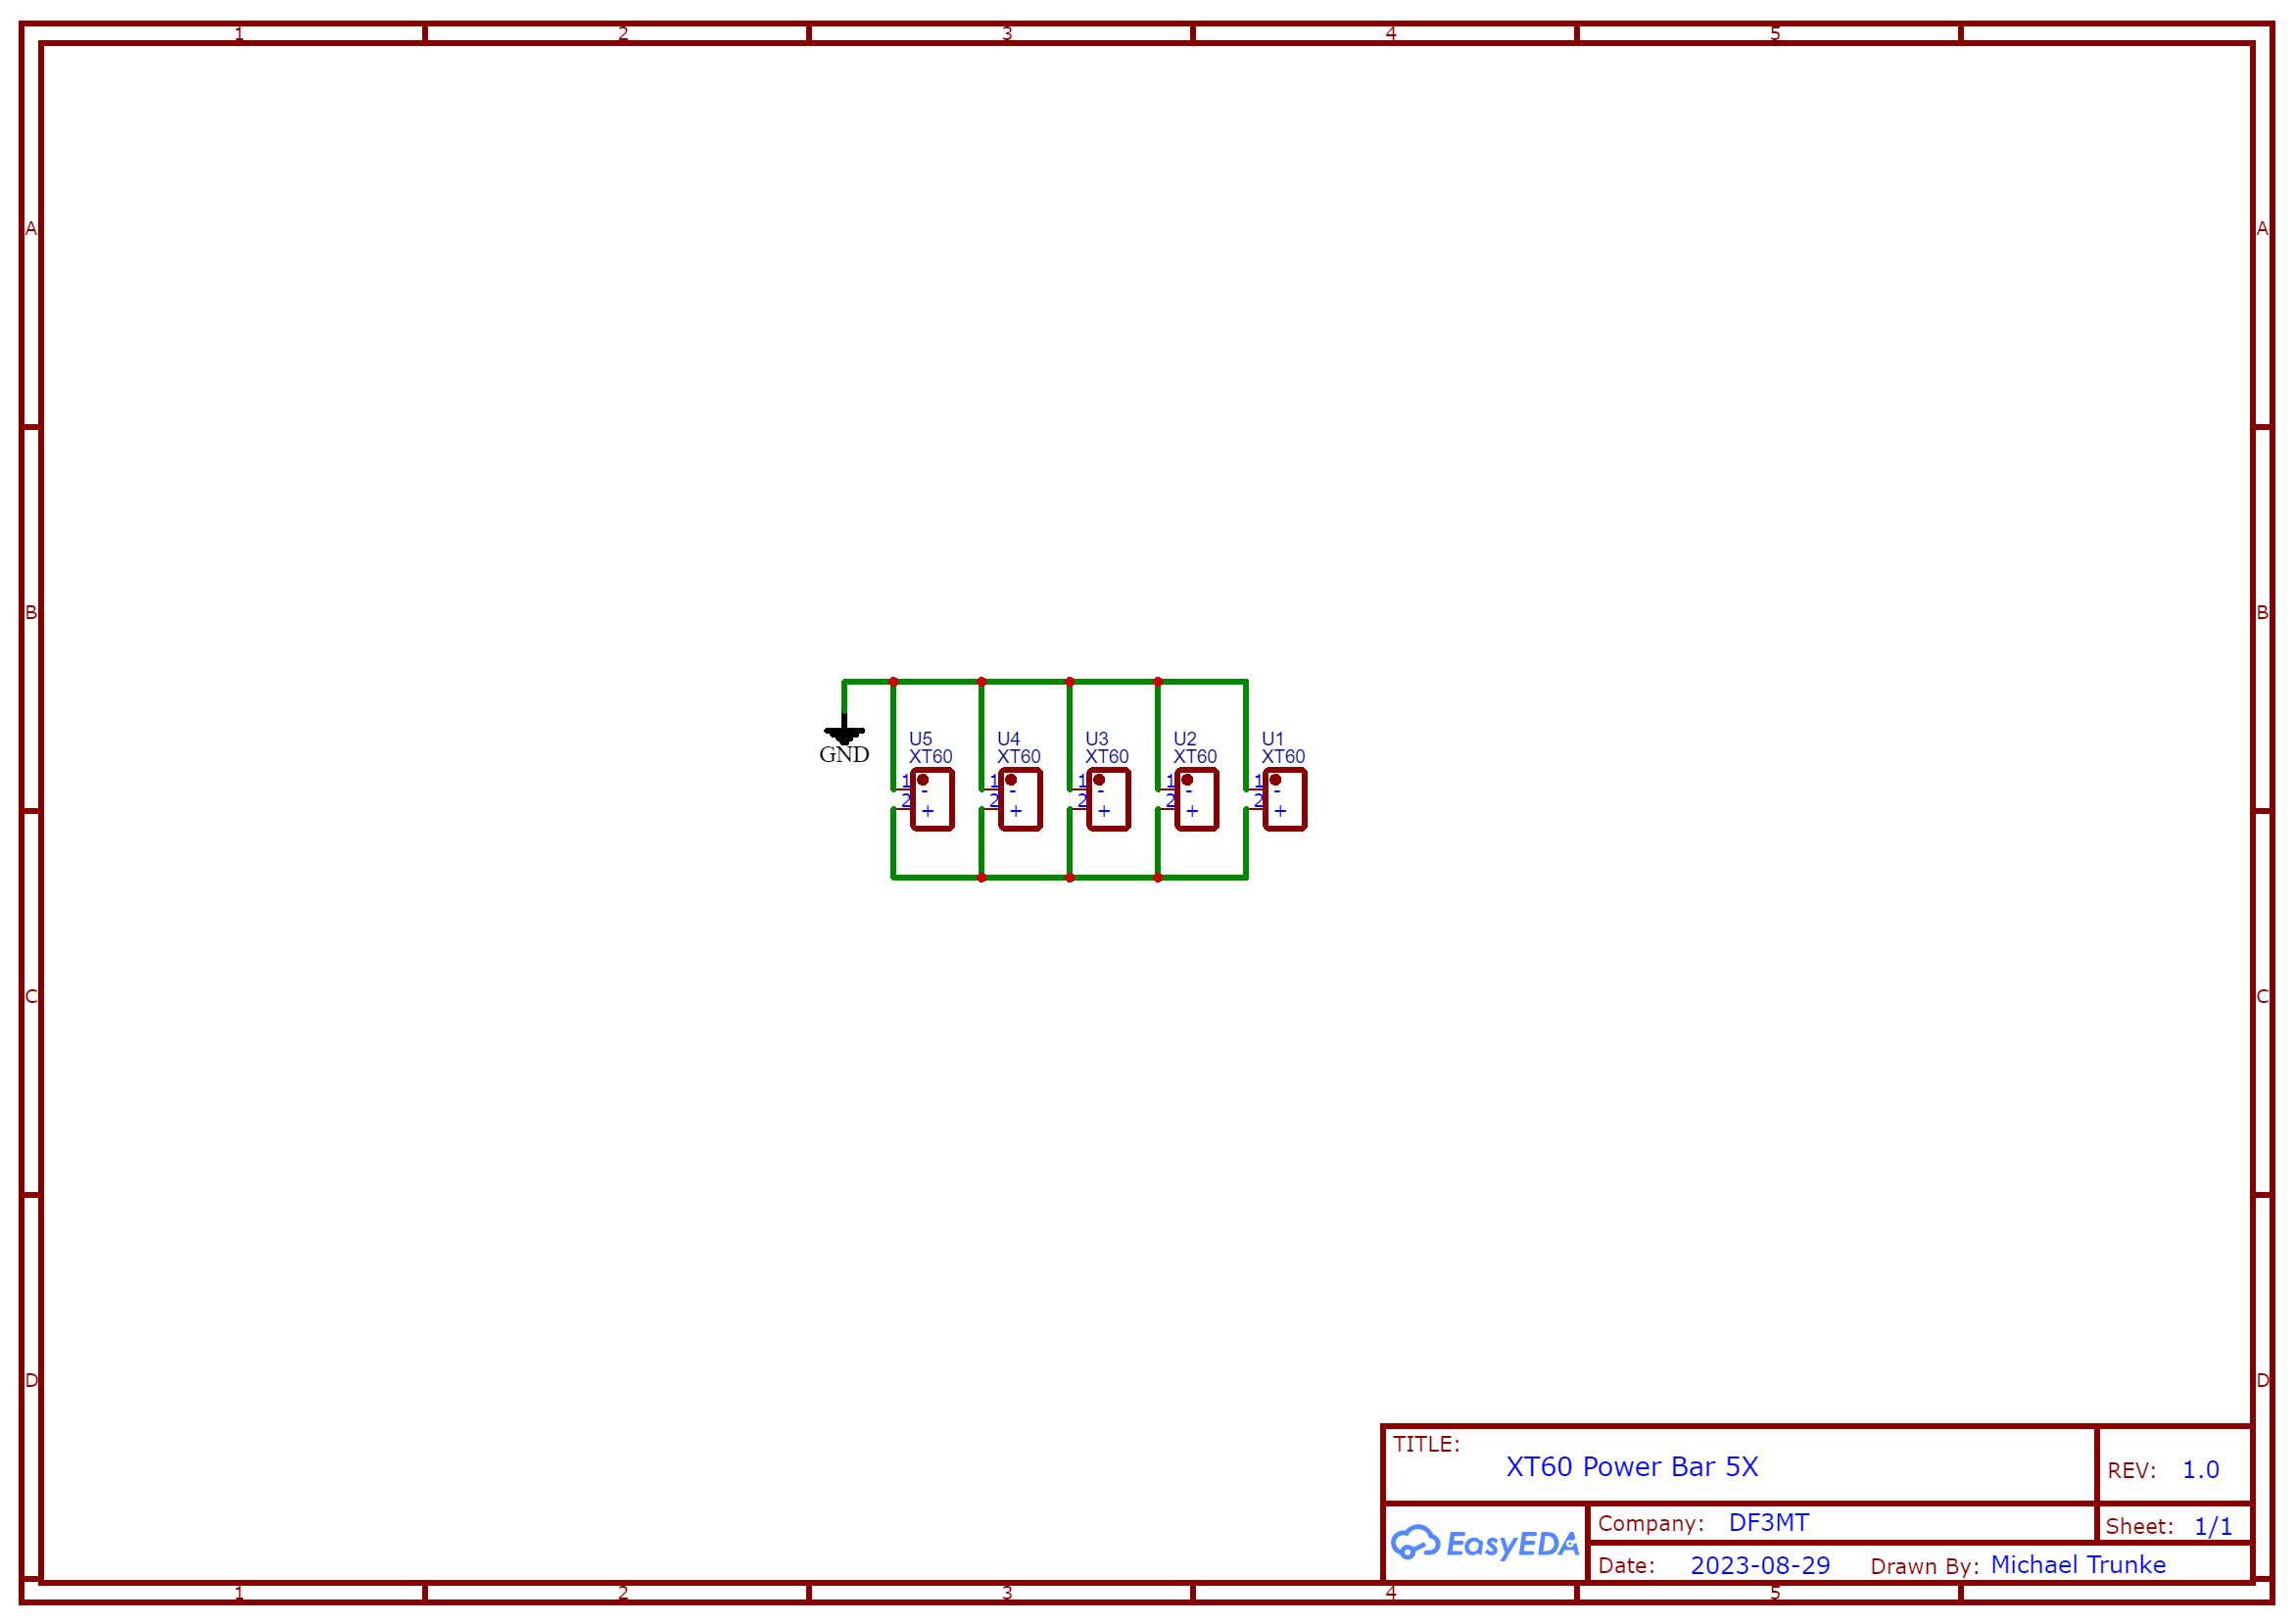 1 2 3 4 5
A A
B B
GND
U5 U4 U3 U2 U1
XT60 XT60 XT60 XT60 XT60
1 - 1 - 1 - 1 - 1 -
2 + 2 + 2 + 2 + 2 +
C C
D D
TITLE:
XT60 Power Bar 5X
REV: 1.0
EasyEDA
Company: DF3MT
Sheet: 1/1
Date: 2023-08-29 Drawn By: Michael Trunke
1 2 3 4 5